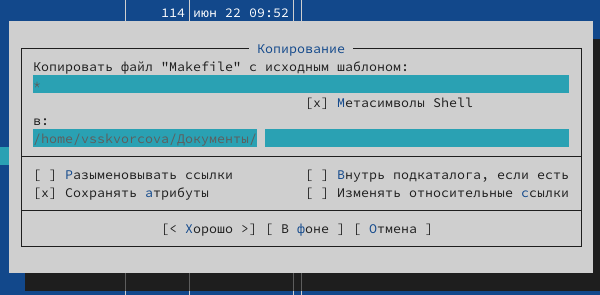 114 июн 22 09:52
Копирование
Копировать файл "Makefile" с исходным шаблоном:
*
[x] Метасимволы Shell
в:
/home/vsskvorcova/Документы/
[ ] Разыменовывать ссылки [ ] Внутрь подкаталога, если есть
[x] Сохранять атрибуты [ ] Изменять относительные ссылки
[< Хорошо >] [ В фоне ] [ Отмена ]